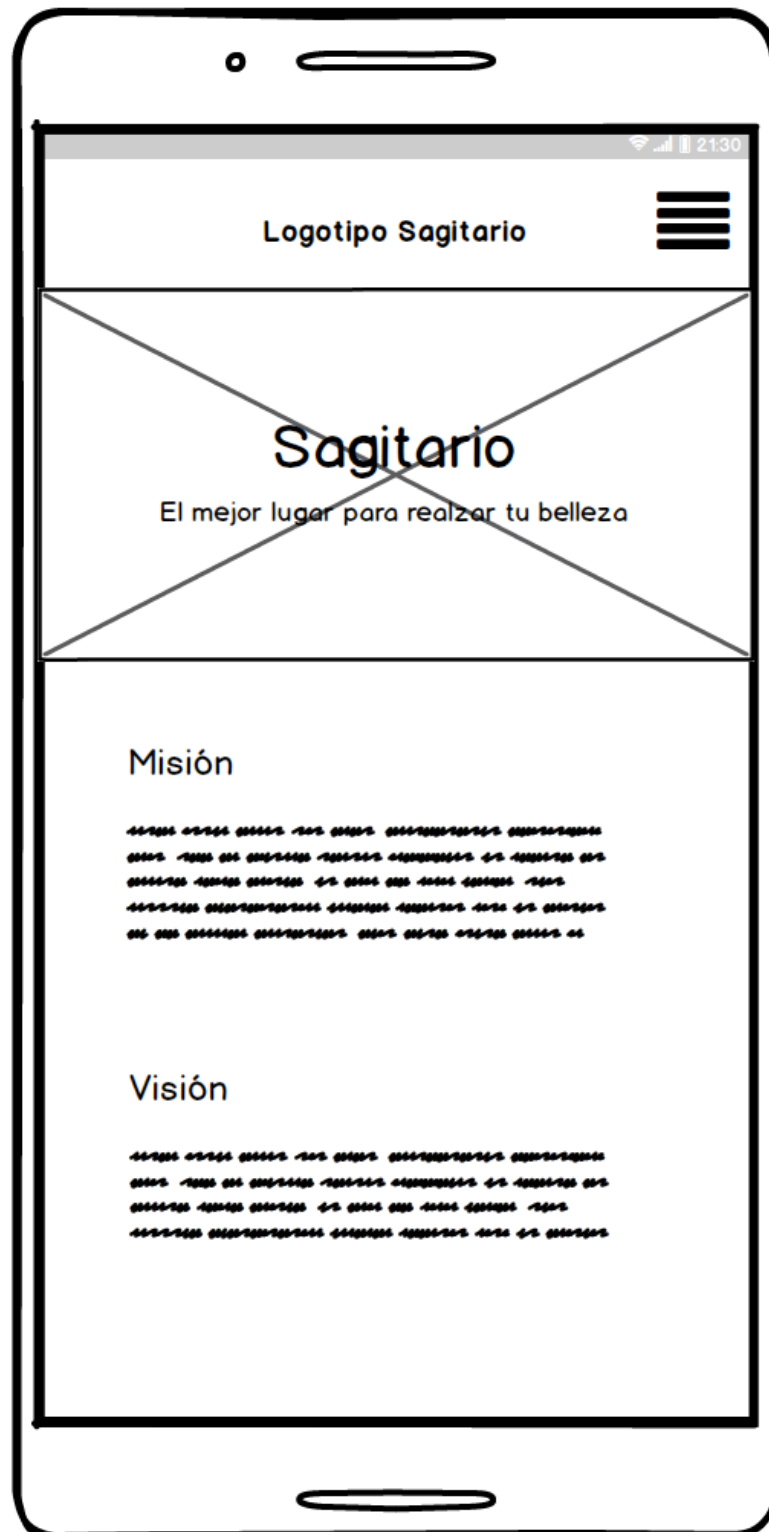 21:30
Logotipo Sagitario
Sagitario
El mejor lugar para realzar tu belleza
Misión
Visión